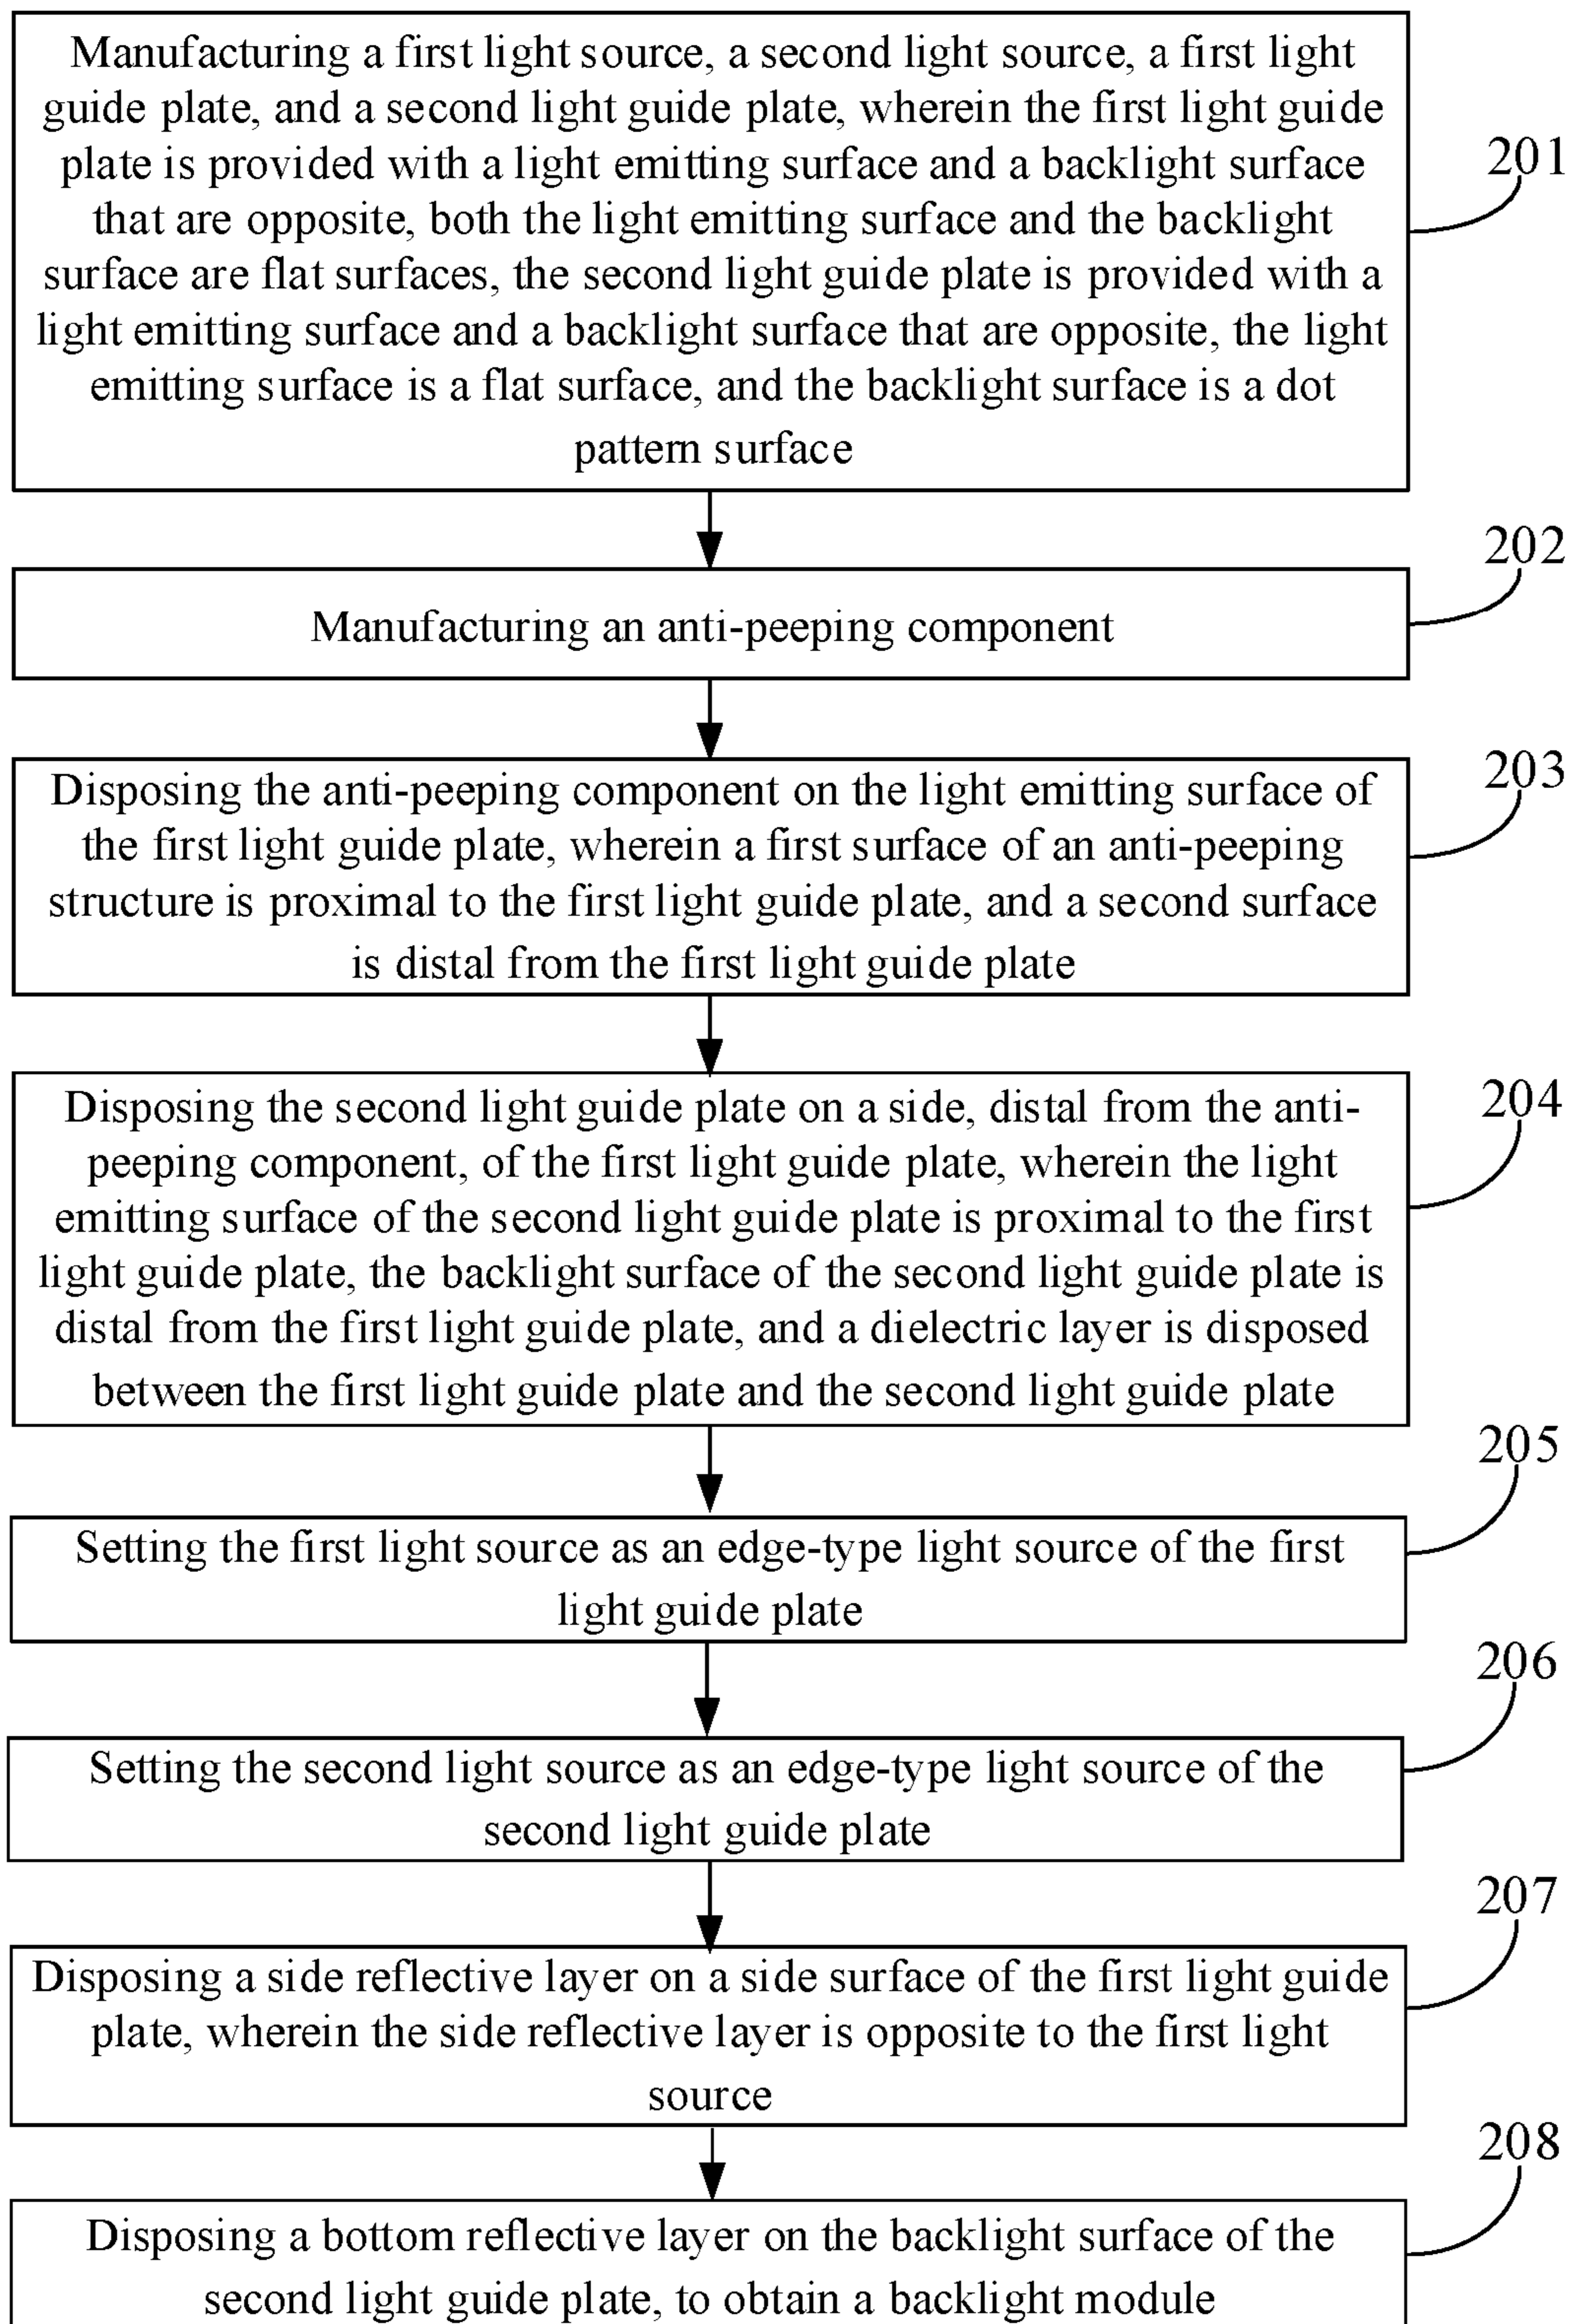 Manufacturing a first light source, a second light source, a first light
guide plate, and a second light guide plate, wherein the first light guide
plate is provided with a light emitting surface and a backlight surface
that are opposite, both the light emitting surface and the backlight
surface are flat surfaces, the second light guide plate is provided with a
light emitting surface and a backlight surface that are opposite, the light
emitting surface is a flat surface, and the backlight surface is a dot
pattern surface
201
Manufacturing an anti-peeping component
202
Disposing the anti-peeping component on the light emitting surface of
the first light guide plate, wherein a first surface of an anti-peeping
structure is proximal to the first light guide plate, and a second surface
is distal from the first light guide plate
203
Disposing the second light guide plate on a side, distal from the anti-
peeping component, of the first light guide plate, wherein the light
emitting surface of the second light guide plate is proximal to the first
light guide plate, the backlight surface of the second light guide plate is
distal from the first light guide plate, and a dielectric layer is disposed
between the first light guide plate and the second light guide plate
204
Setting the first light source as an edge-type light source of the first
light guide plate
205
Setting the second light source as an edge-type light source of the
second light guide plate
206
Disposing a side reflective layer on a side surface of the first light guide
plate, wherein the side reflective layer is opposite to the first light
source
207
Disposing a bottom reflective layer on the backlight surface of the
second light guide plate, to obtain a backlight module
208